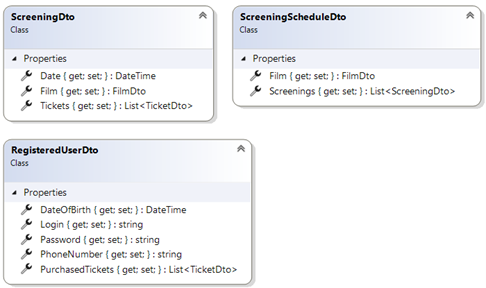 ScreeningDto
Class
Properties
Date { get; set; } : DateTime
Film { get; set; } : FilmDto
Tickets { get; set; } : List<TicketDto>
ScreeningScheduleDto
Class
Properties
Film { get; set; } : FilmDto
Screenings { get; set; } : List<ScreeningDto>
RegisteredUserDto
Class
Properties
DateOfBirth { get; set; } : DateTime
Login { get; set; } : string
Password { get; set; } : string
PhoneNumber { get; set; } : string
PurchasedTickets { get; set; } : List<TicketDto>